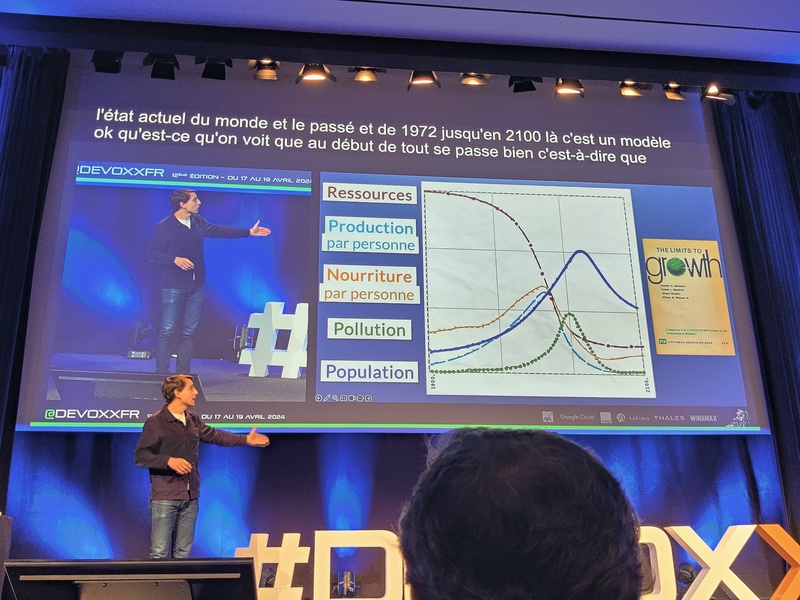 l'état actuel du monde et le passé et de 1972 jusqu'en 2100 là c'est un modèle
ok qu'est-ce qu'on voit que au début de tout se passe bien c'est-à-dire que
!DEVOXXFR 12ème ÉDITION – DU 17 AU 19 AVRIL 2024
Ressources
Production
par personne
Nourriture
par personne
Pollution
Population
1900
2100
THE LIMITS TO
growth
@DEVOXXFR
DU 17 AU 19 AVRIL 2024
Google Cloud
THALES
WINAMAX
#DEVOXX